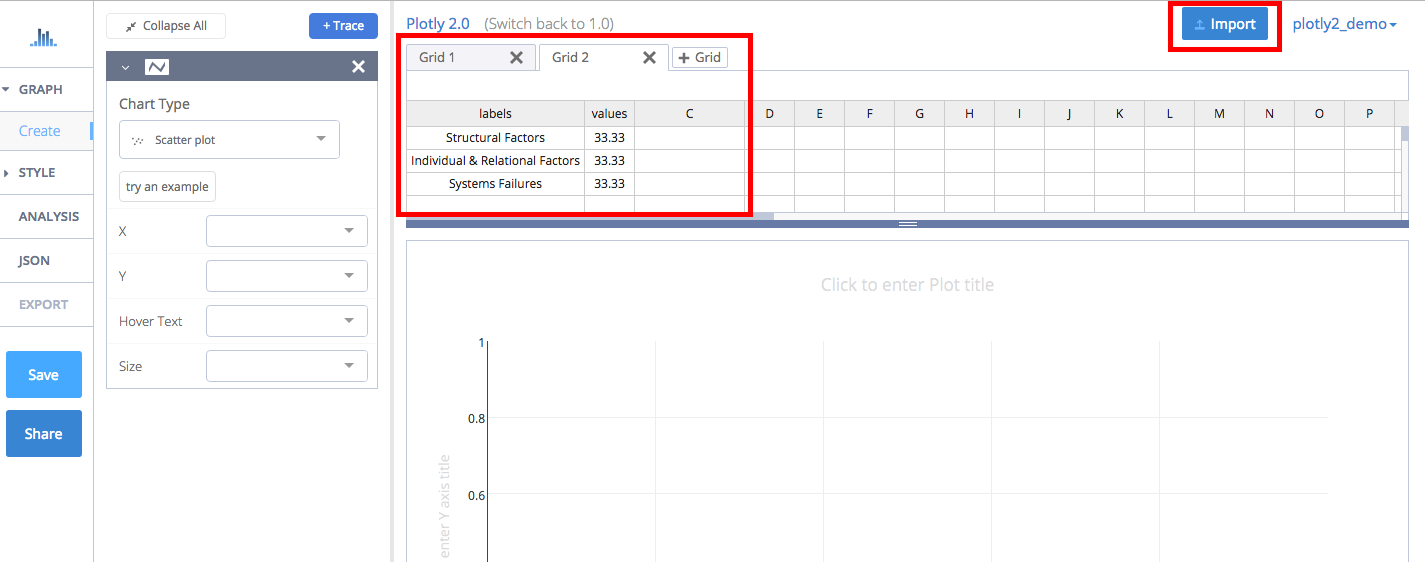 Collapse All
+ Trace
Plotly 2.0 (Switch back to 1.0)
Import
plotly2_demo
Grid 1
Grid 2
+ Grid
GRAPH
Create
STYLE
ANALYSIS
JSON
EXPORT
Save
Share
Chart Type
Scatter plot
try an example
X
Y
Hover Text
Size
labels values C D E F G H I J K L M N O P
Structural Factors 33.33
Individual & Relational Factors 33.33
Systems Failures 33.33
Click to enter Plot title
1
0.8
0.6
enter Y axis title